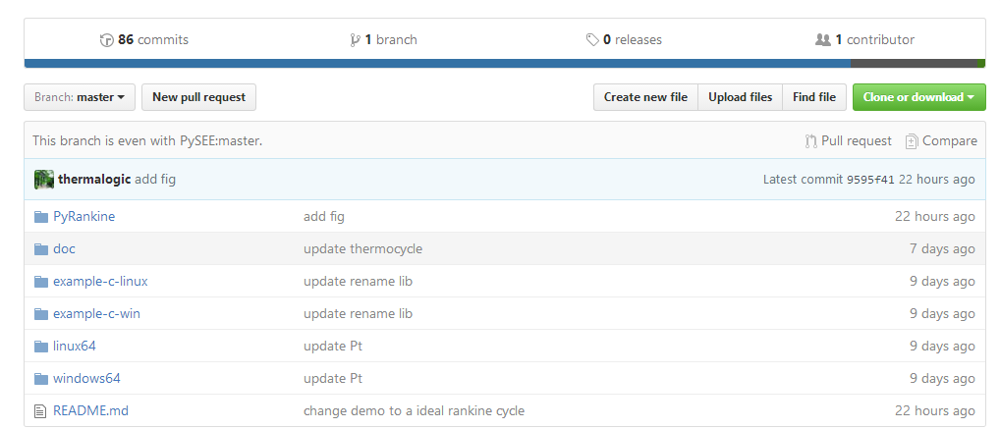 86 commits 1 branch 0 releases 1 contributor
Branch: master New pull request Create new file Upload files Find file Clone or download
This branch is even with PySEE:master. Pull request Compare
thermalogic add fig Latest commit 9595f41 22 hours ago
PyRankine add fig 22 hours ago
doc update thermocycle 7 days ago
example-c-linux update rename lib 9 days ago
example-c-win update rename lib 9 days ago
linux64 update Pt 9 days ago
windows64 update Pt 9 days ago
README.md change demo to a ideal rankine cycle 22 hours ago